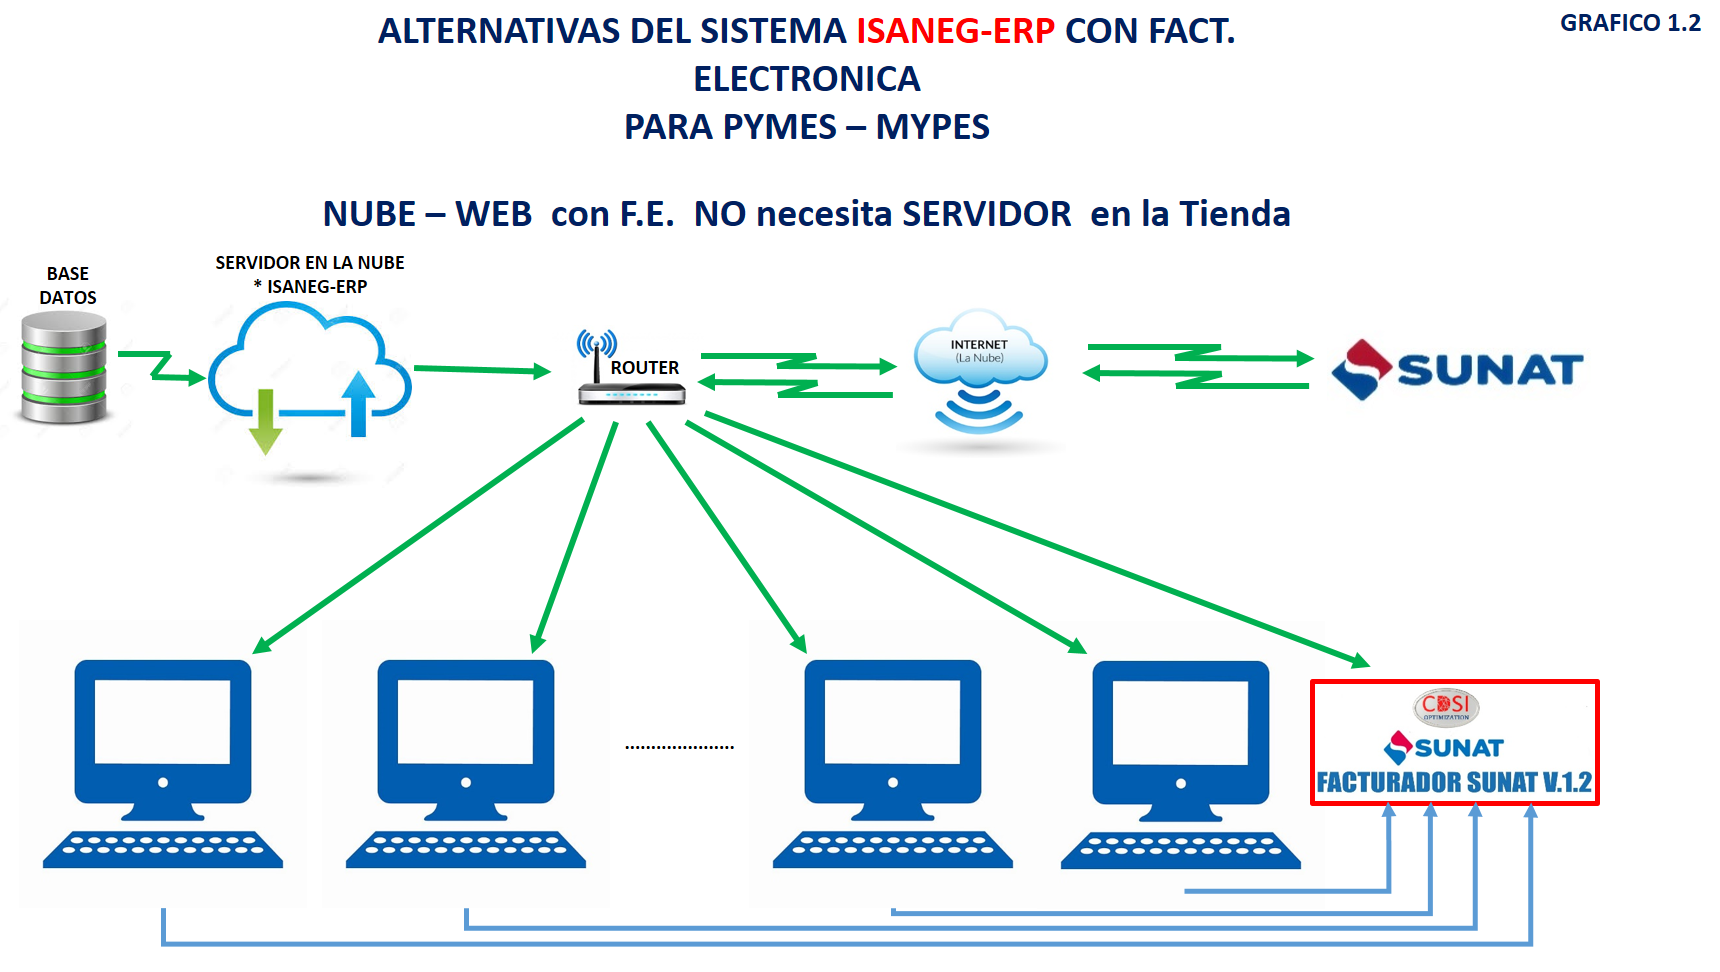 ALTERNATIVAS DEL SISTEMA ISANEG-ERP CON FACT.
ELECTRONICA
PARA PYMES – MYPES
GRAFICO 1.2
NUBE – WEB  con F.E.  NO necesita SERVIDOR  en la Tienda
BASE
DATOS
SERVIDOR EN LA NUBE
* ISANEG-ERP
ROUTER
INTERNET
(La Nube)
SUNAT
.....................
CDSI
OPTIMIZATION
SUNAT
FACTURADOR SUNAT V.1.2